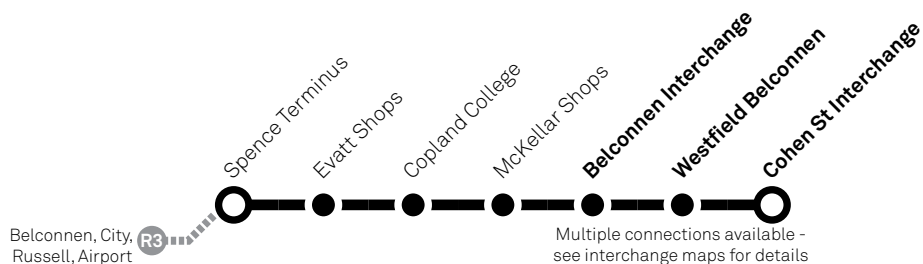 Spence Terminus
Evatt Shops
Copland College
McKellar Shops
Belconnen Interchange
Westfield Belconnen
Cohen St Interchange
Belconnen, City,
Russell, Airport
R3
Multiple connections available -
see interchange maps for details